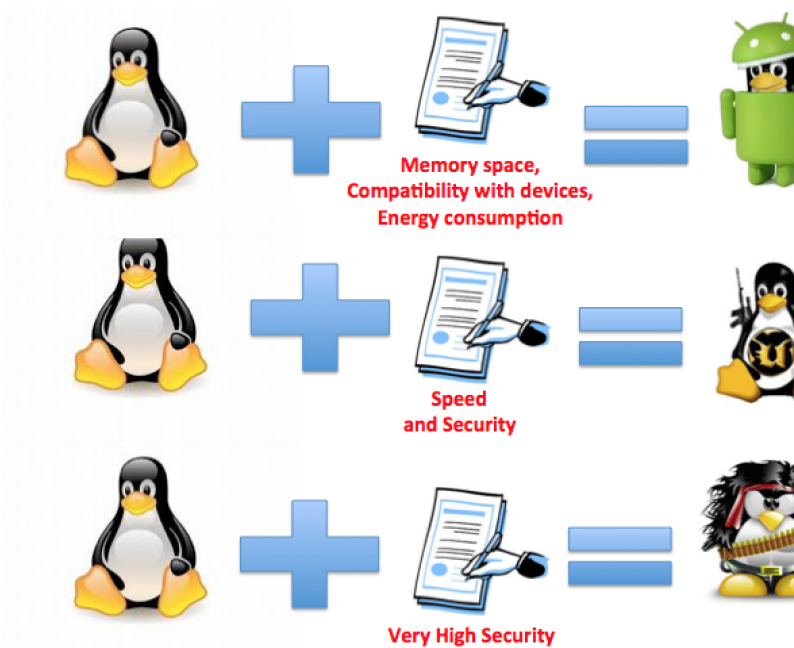 Memory space,
Compatibility with devices,
Energy consumption
Speed
and Security
Very High Security